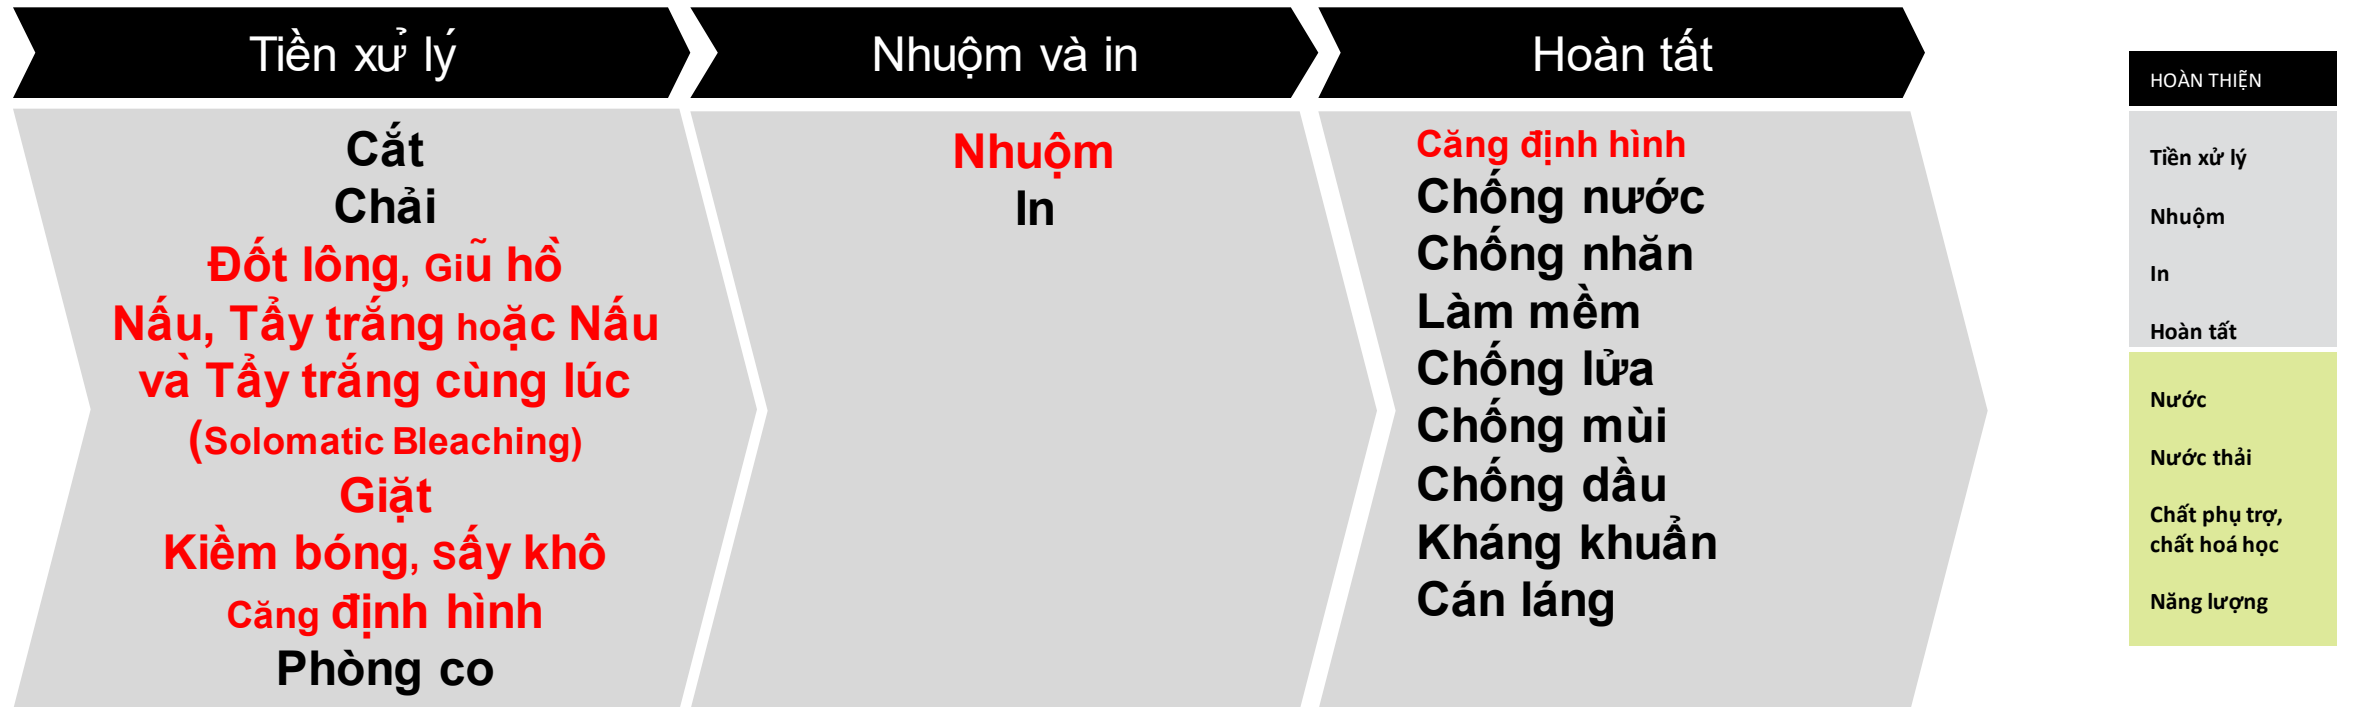 Tiền xử lý
Cắt
Chải
Đốt lông, Giũ hồ
Nấu, Tẩy trắng hoặc Nấu
và Tẩy trắng cùng lúc
(Solomatic Bleaching)
Giặt
Kiềm bóng, sấy khô
Căng định hình
Phòng co
Nhuộm và in
Nhuộm
In
Hoàn tất
Căng định hình
Chống nước
Chống nhăn
Làm mềm
Chống lửa
Chống mùi
Chống dầu
Kháng khuẩn
Cán láng
HOÀN THIỆN
Tiền xử lý
Nhuộm
In
Hoàn tất
Nước
Nước thải
Chất phụ trợ,
chất hoá học
Năng lượng